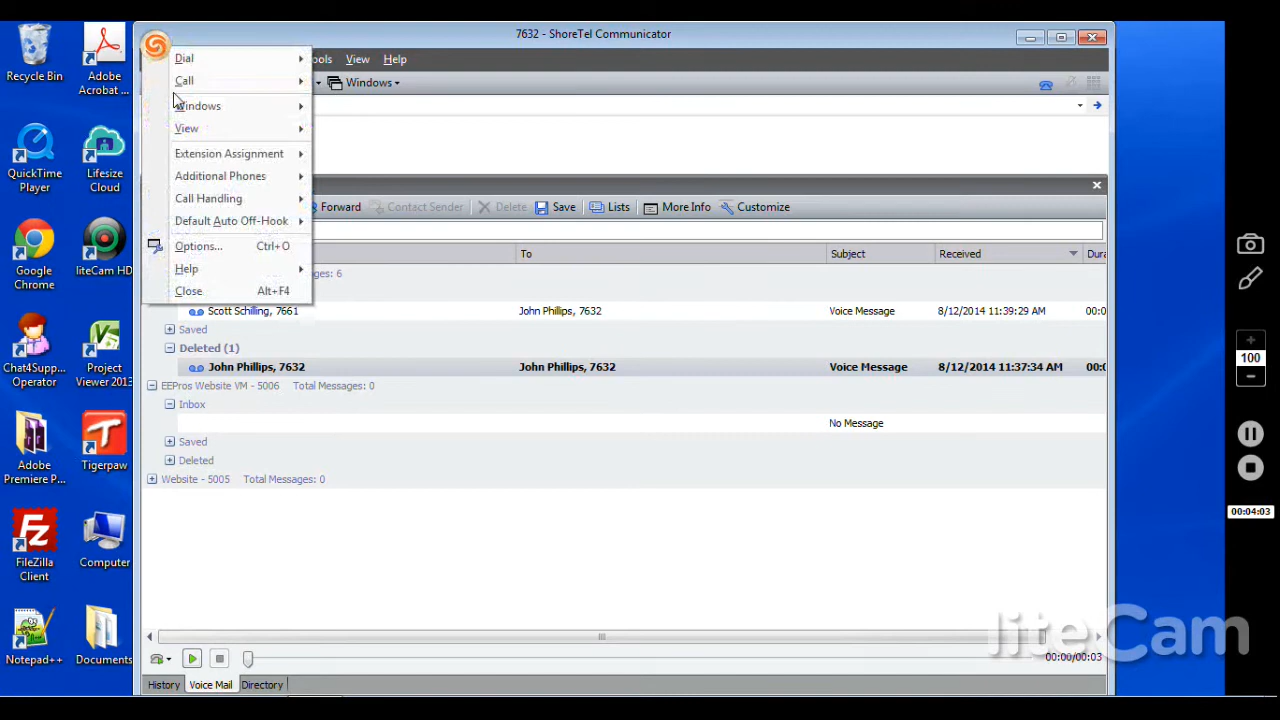 7632 - ShoreTel Communicator
ools View Help
Windows
Dial
Call
Windows
View
Extension Assignment
Additional Phones
Call Handling
Default Auto Off-Hook
Options... Ctrl+O
Help
Close Alt+F4
Forward Contact Sender Delete Save Lists More Info Customize
To Subject Received Dura
ges: 6
Scott Schilling, 7661 John Phillips, 7632 Voice Message 8/12/2014 11:39:29 AM 00:0
Saved
Deleted (1)
John Phillips, 7632 John Phillips, 7632 Voice Message 8/12/2014 11:37:34 AM 00:0
EEPros Website VM - 5006 Total Messages: 0
Inbox
No Message
Saved
Deleted
Website - 5005 Total Messages: 0
00:00/00:03
History Voice Mail Directory
Recycle Bin
Adobe Acrobat ...
QuickTime Player
Lifesize Cloud
Google Chrome
liteCam HD
Chat4Supp... Operator
Project Viewer 2013
Adobe Premiere P...
Tigerpaw
FileZilla Client
Computer
Notepad++
Documents
100
00:04:03
liteCam